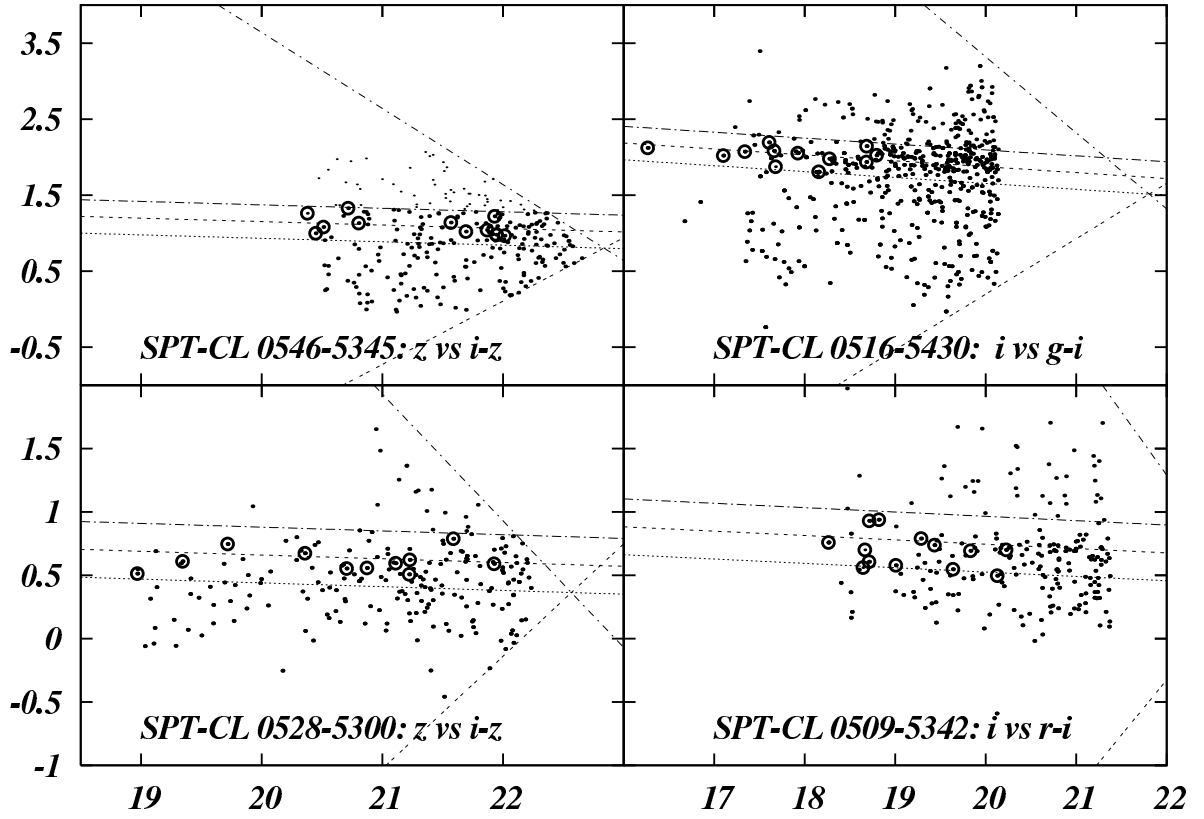 3.5
2.5
1.5
0.5
-0.5
SPT-CL 0546-5345: z vs i-z
SPT-CL 0516-5430: i vs g-i
1.5
1
0.5
0
-0.5
-1
SPT-CL 0528-5300: z vs i-z
SPT-CL 0509-5342: i vs r-i
19 20 21 22
17 18 19 20 21 22